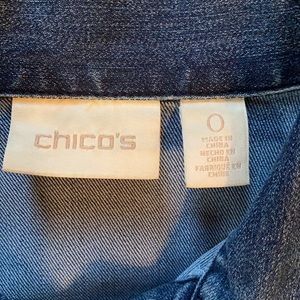 chico's
0
MADE IN
CHINA
HECHO EN
CHINA
FABRIQUÉ EN
CHINE